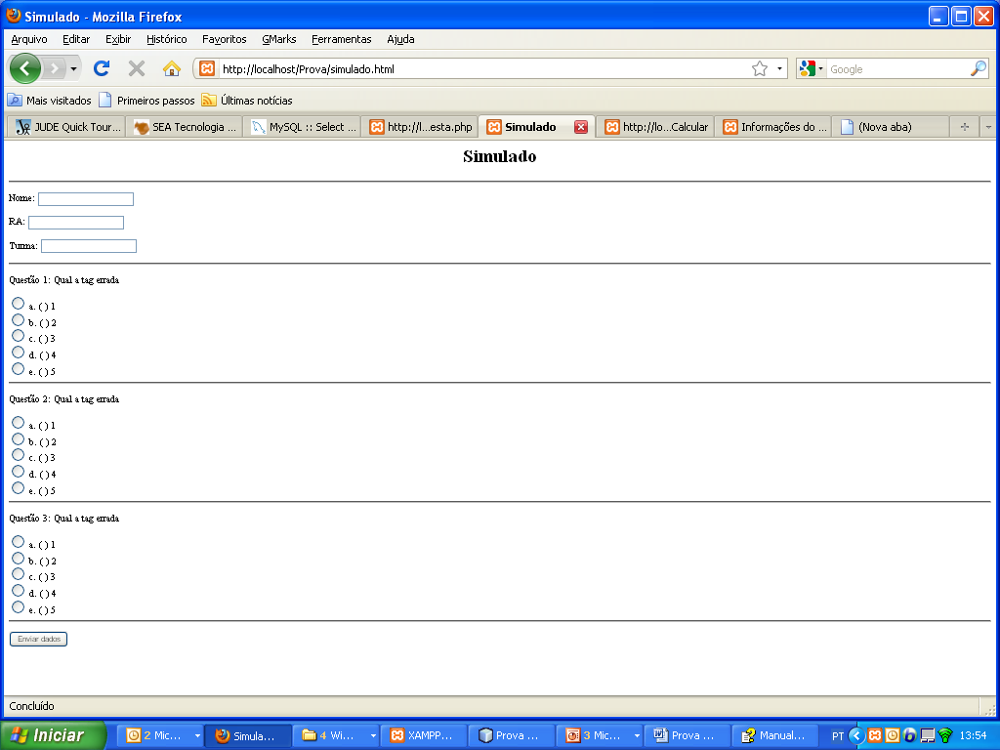 Simulado - Mozilla Firefox
Arquivo Editar Exibir Histórico Favoritos GMarks Ferramentas Ajuda
http://localhost/Prova/simulado.html
Google
Mais visitados Primeiros passos Últimas notícias
JUDE Quick Tour... SEA Tecnologia ... MySQL :: Select ... http://l...esta.php Simulado http://lo...Calcular Informações do ... (Nova aba)
Simulado
Nome:
RA:
Turma:
Questão 1: Qual a tag errada
a. ( ) 1
b. ( ) 2
c. ( ) 3
d. ( ) 4
e. ( ) 5
Questão 2: Qual a tag errada
a. ( ) 1
b. ( ) 2
c. ( ) 3
d. ( ) 4
e. ( ) 5
Questão 3: Qual a tag errada
a. ( ) 1
b. ( ) 2
c. ( ) 3
d. ( ) 4
e. ( ) 5
Enviar dados
Concluído
Iniciar 2 Mic... Simula... 4 Wi... XAMPP... Prova ... 3 Mic... Prova ... Manual... PT 13:54